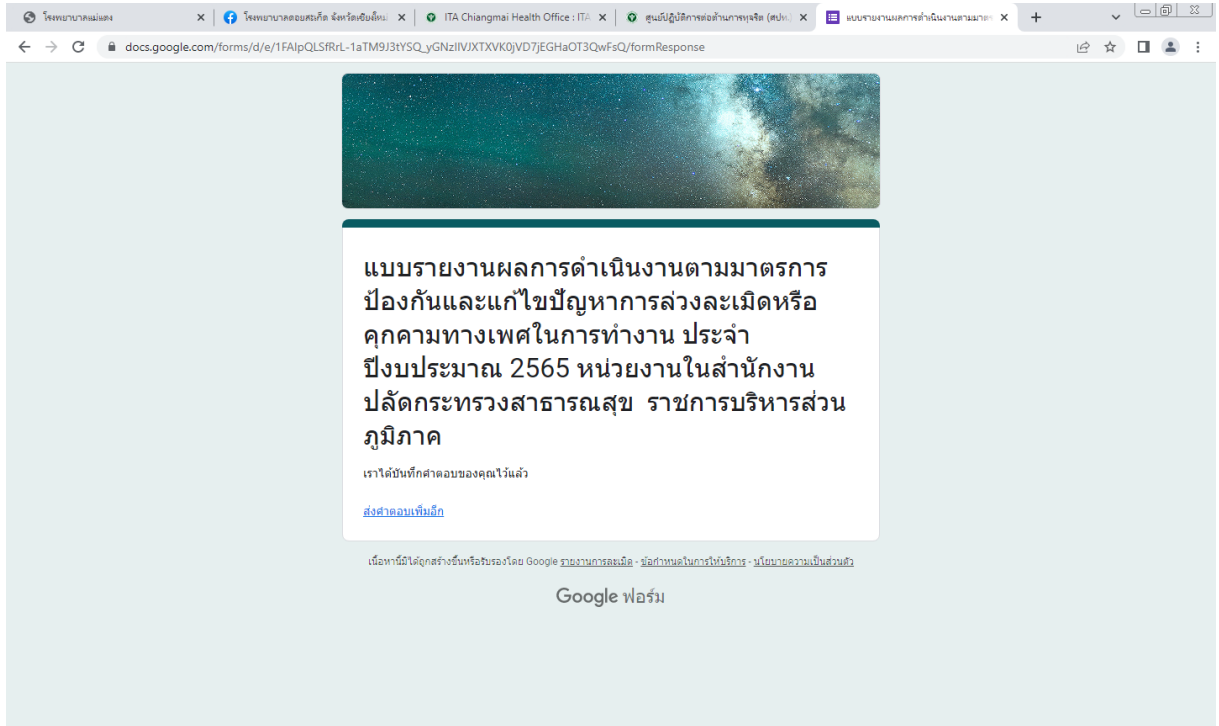 โรงพยาบาลแม่แตง
โรงพยาบาลดอยสะเก็ด จังหวัดเชียงใหม่
ITA Chiangmai Health Office : ITA
ศูนย์ปฏิบัติการต่อต้านการทุจริต (ศปท.)
แบบรายงานผลการดำเนินงานตามมาตร
docs.google.com/forms/d/e/1FAIpQLSfRrL-1aTM9J3tYSQ_yGNzIIVJXTXVK0jVD7jEGHaOT3QwFsQ/formResponse
แบบรายงานผลการดำเนินงานตามมาตรการ
ป้องกันและแก้ไขปัญหาการล่วงละเมิดหรือ
คุกคามทางเพศในการทำงาน ประจำ
ปีงบประมาณ 2565 หน่วยงานในสำนักงาน
ปลัดกระทรวงสาธารณสุข ราชการบริหารส่วน
ภูมิภาค
เราได้บันทึกคำตอบของคุณไว้แล้ว
ส่งคำตอบเพิ่มอีก
เนื้อหานี้มิได้ถูกสร้างขึ้นหรือรับรองโดย Google รายงานการละเมิด - ข้อกำหนดในการให้บริการ - นโยบายความเป็นส่วนตัว
Google ฟอร์ม